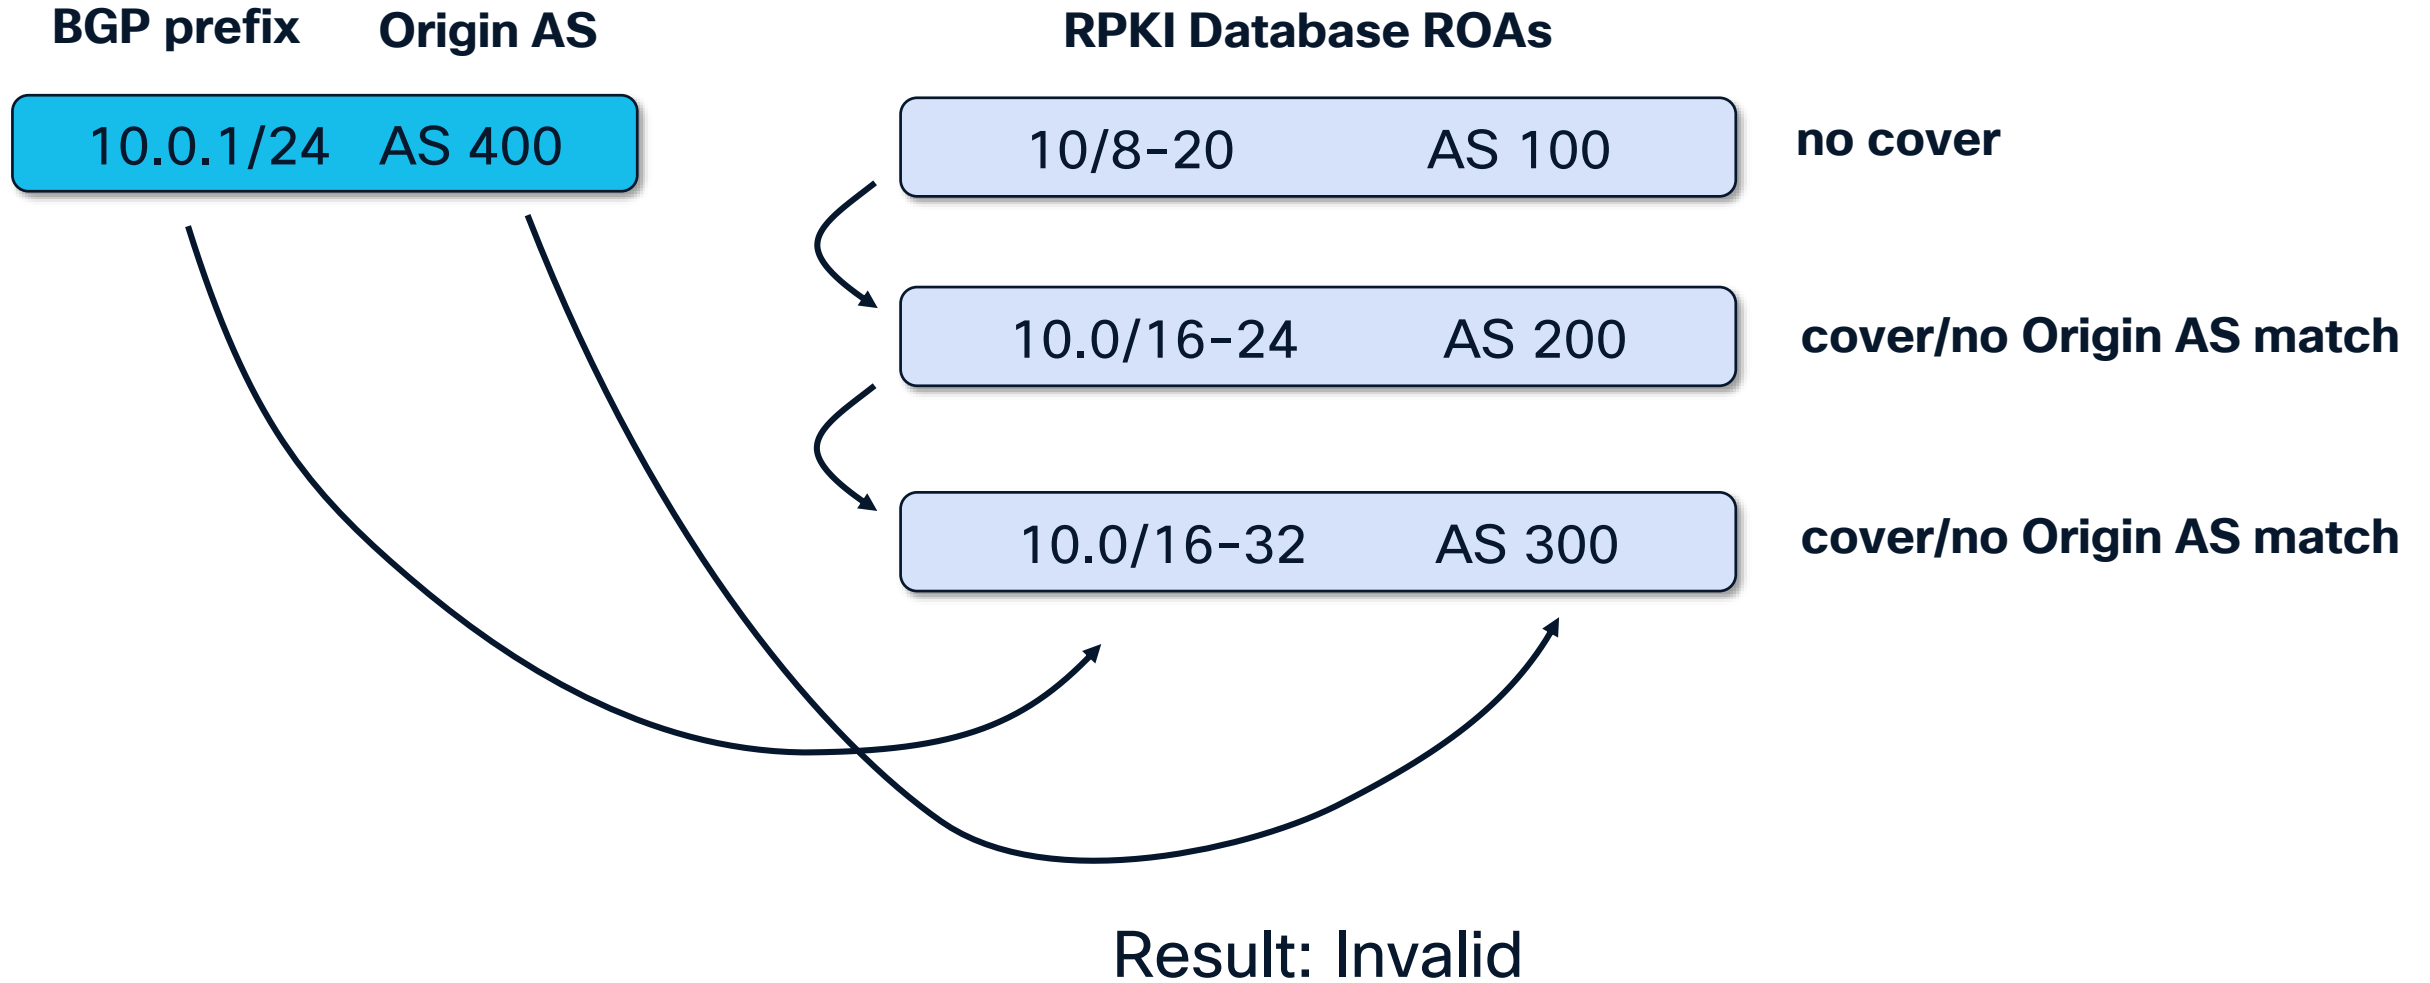 BGP prefix Origin AS RPKI Database ROAs
10.0.1/24 AS 400 10/8-20 AS 100 no cover
10.0/16-24 AS 200 cover/no Origin AS match
10.0/16-32 AS 300 cover/no Origin AS match
Result: Invalid